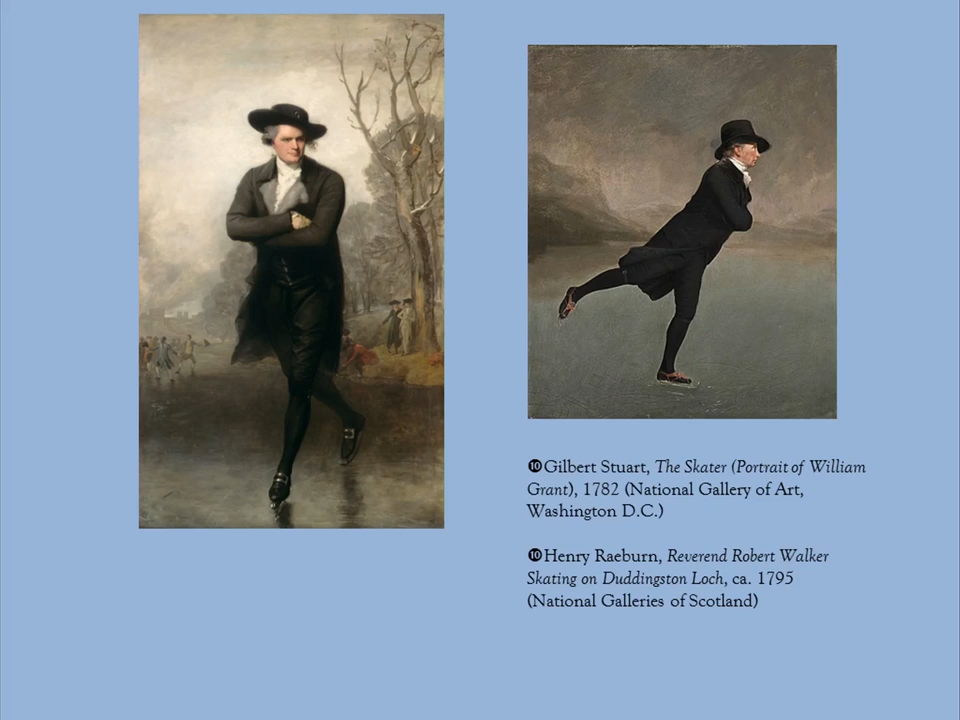 ❿Gilbert Stuart, The Skater (Portrait of William
Grant), 1782 (National Gallery of Art,
Washington D.C.)
❿Henry Raeburn, Reverend Robert Walker
Skating on Duddingston Loch, ca. 1795
(National Galleries of Scotland)